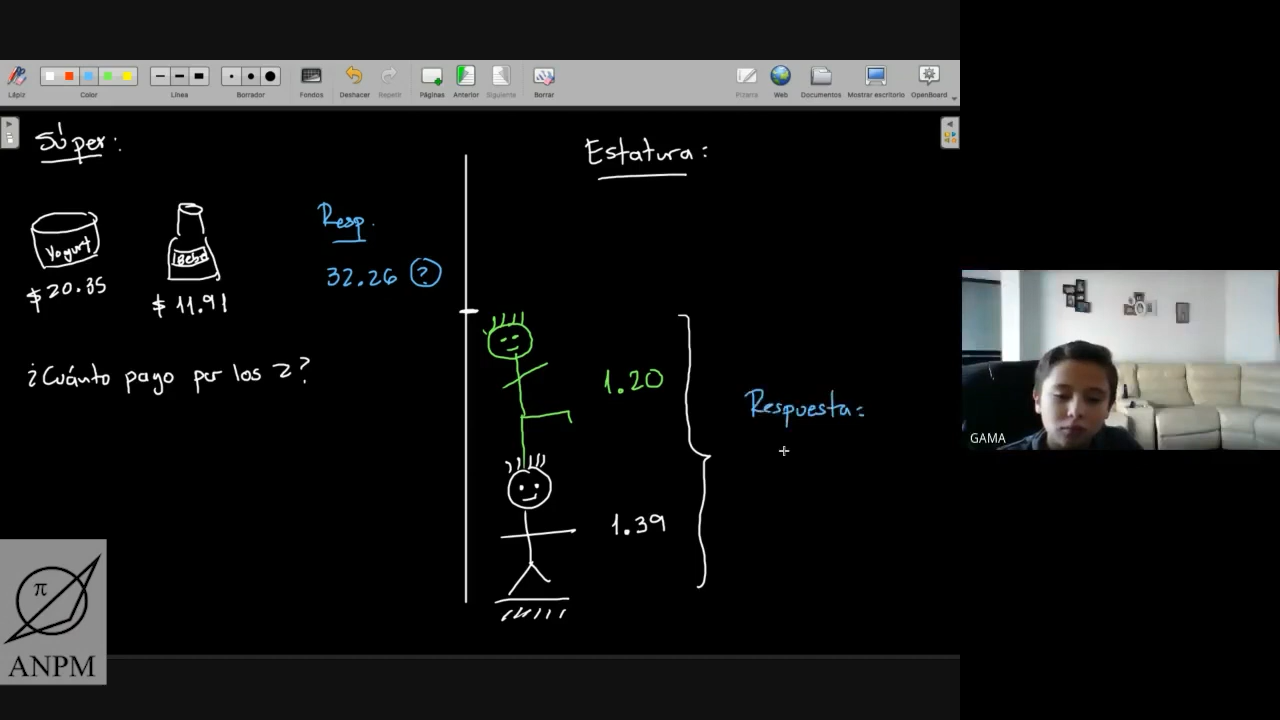 Lápiz
Color
Línea
Borrador
Fondos
Deshacer
Repetir
Páginas
Anterior
Siguiente
Borrar
Pizarra
Web
Documentos
Mostrar escritorio
OpenBoard
Súper:
Yogurt
$ 20.35
Bebe
$ 11.91
Resp.
32.26 ?
¿Cuánto pago por los 2?
Estatura:
1.20
1.39
Respuesta:
GAMA
π
ANPM